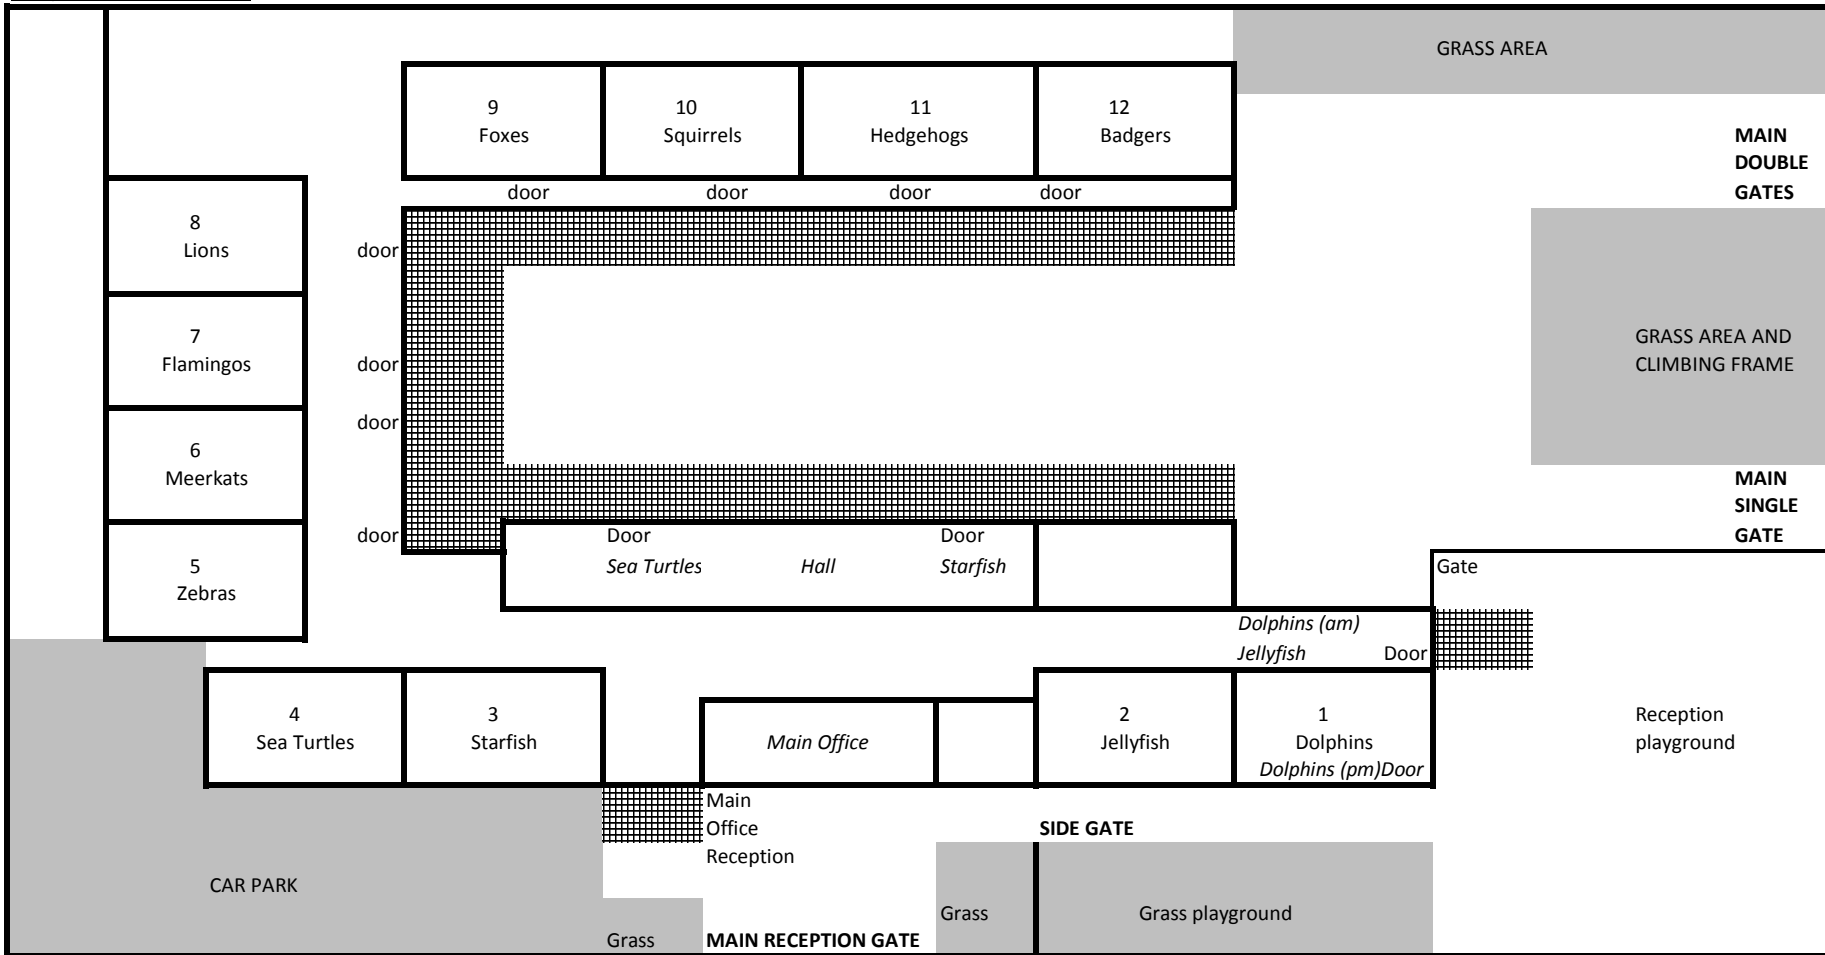 GRASS AREA
9 10 11 12
Foxes Squirrels Hedgehogs Badgers
MAIN
DOUBLE
GATES
door door door door
8
Lions
door
7
Flamingos
door
GRASS AREA AND
CLIMBING FRAME
door
6
Meerkats
MAIN
SINGLE
GATE
door
Door Door
Sea Turtles Hall Starfish
5
Zebras
Gate
Dolphins (am)
Jellyfish Door
4 3 2 1
Sea Turtles Starfish Main Office Jellyfish Dolphins
Dolphins (pm)Door
Reception
playground
Main
Office
Reception
SIDE GATE
CAR PARK
Grass
Grass playground
Grass
MAIN RECEPTION GATE